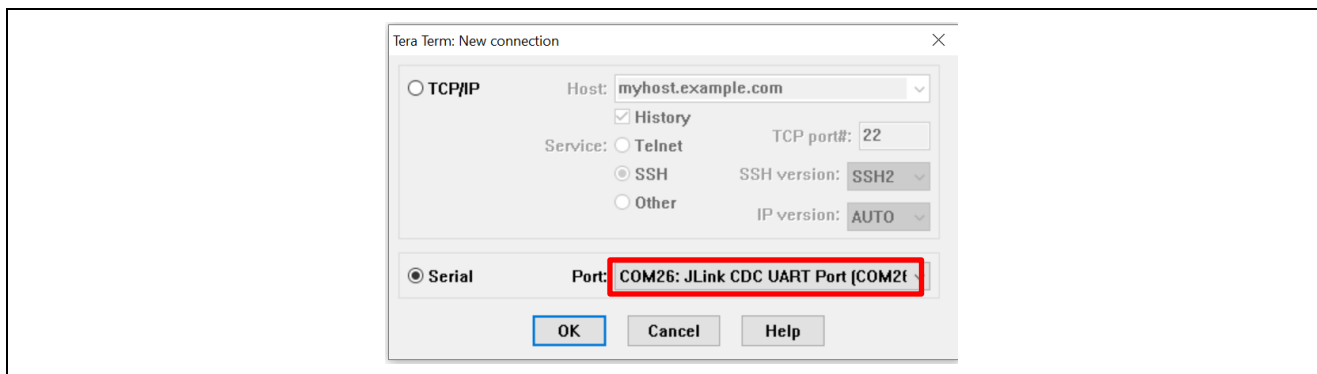 Tera Term: New connection
TCP/IP Host: myhost.example.com
History
Service: Telnet TCP port#: 22
SSH SSH version: SSH2
Other IP version: AUTO
Serial Port: COM26: JLink CDC UART Port (COM26
OK Cancel Help